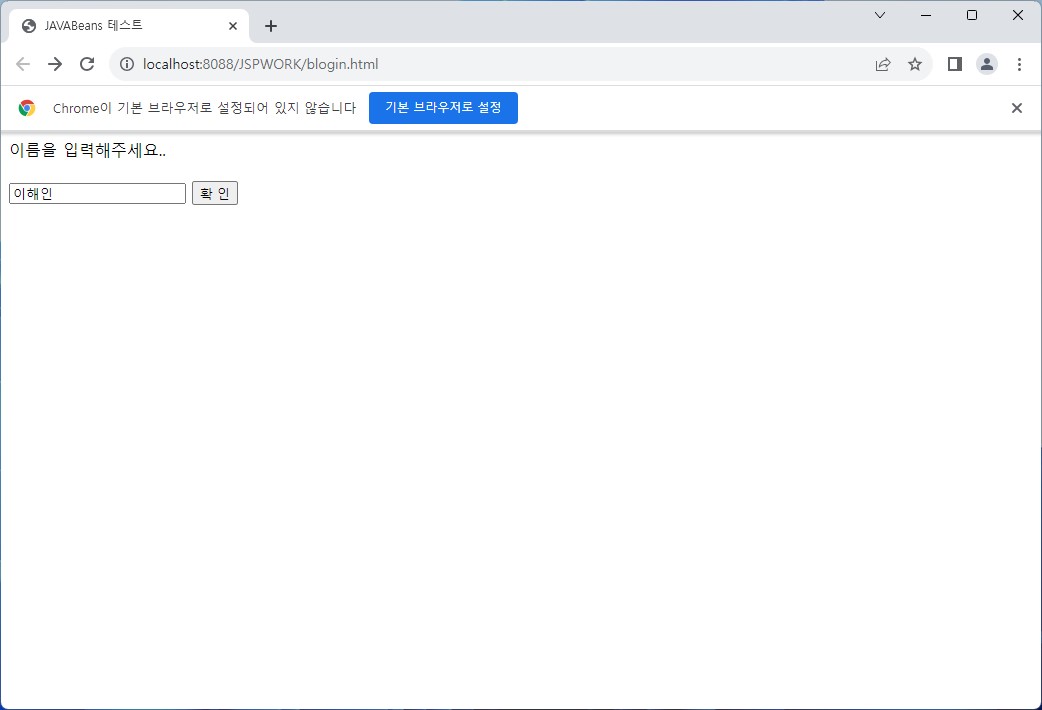 JAVABeans 테스트
localhost:8088/JSPWORK/blogin.html
Chrome이 기본 브라우저로 설정되어 있지 않습니다 기본 브라우저로 설정
이름을 입력해주세요..
이해인 확 인